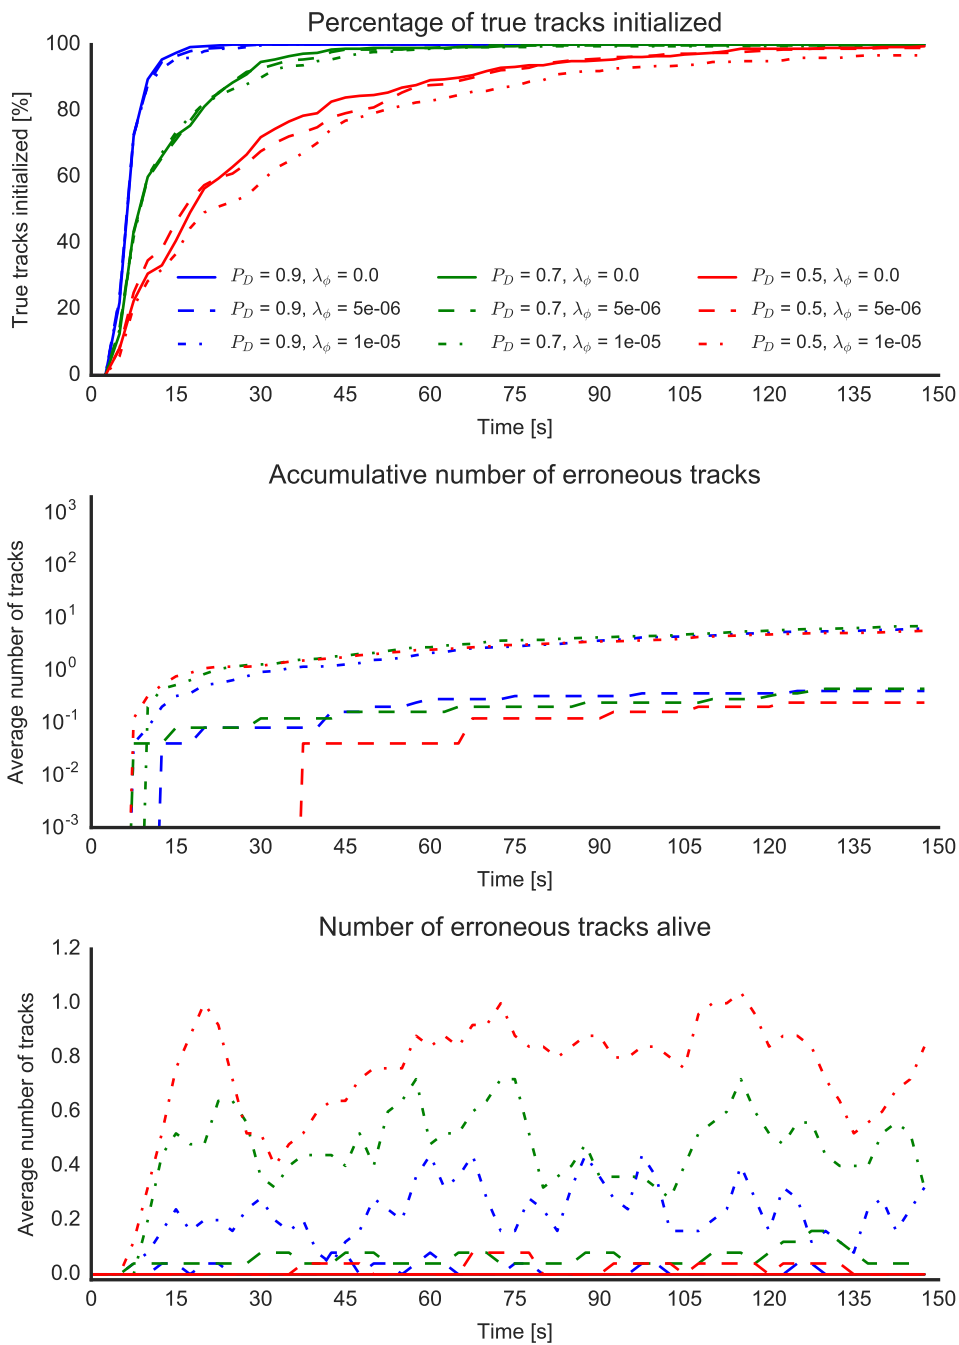 Percentage of true tracks initialized
True tracks initialized [%]
100
80
60
40
20
0
P_D = 0.9, λ_ϕ = 0.0
P_D = 0.7, λ_ϕ = 0.0
P_D = 0.5, λ_ϕ = 0.0
P_D = 0.9, λ_ϕ = 5e-06
P_D = 0.7, λ_ϕ = 5e-06
P_D = 0.5, λ_ϕ = 5e-06
P_D = 0.9, λ_ϕ = 1e-05
P_D = 0.7, λ_ϕ = 1e-05
P_D = 0.5, λ_ϕ = 1e-05
0 15 30 45 60 75 90 105 120 135 150
Time [s]
Accumulative number of erroneous tracks
Average number of tracks
10^3
10^2
10^1
10^0
10^-1
10^-2
10^-3
0 15 30 45 60 75 90 105 120 135 150
Time [s]
Number of erroneous tracks alive
Average number of tracks
1.2
1.0
0.8
0.6
0.4
0.2
0.0
0 15 30 45 60 75 90 105 120 135 150
Time [s]